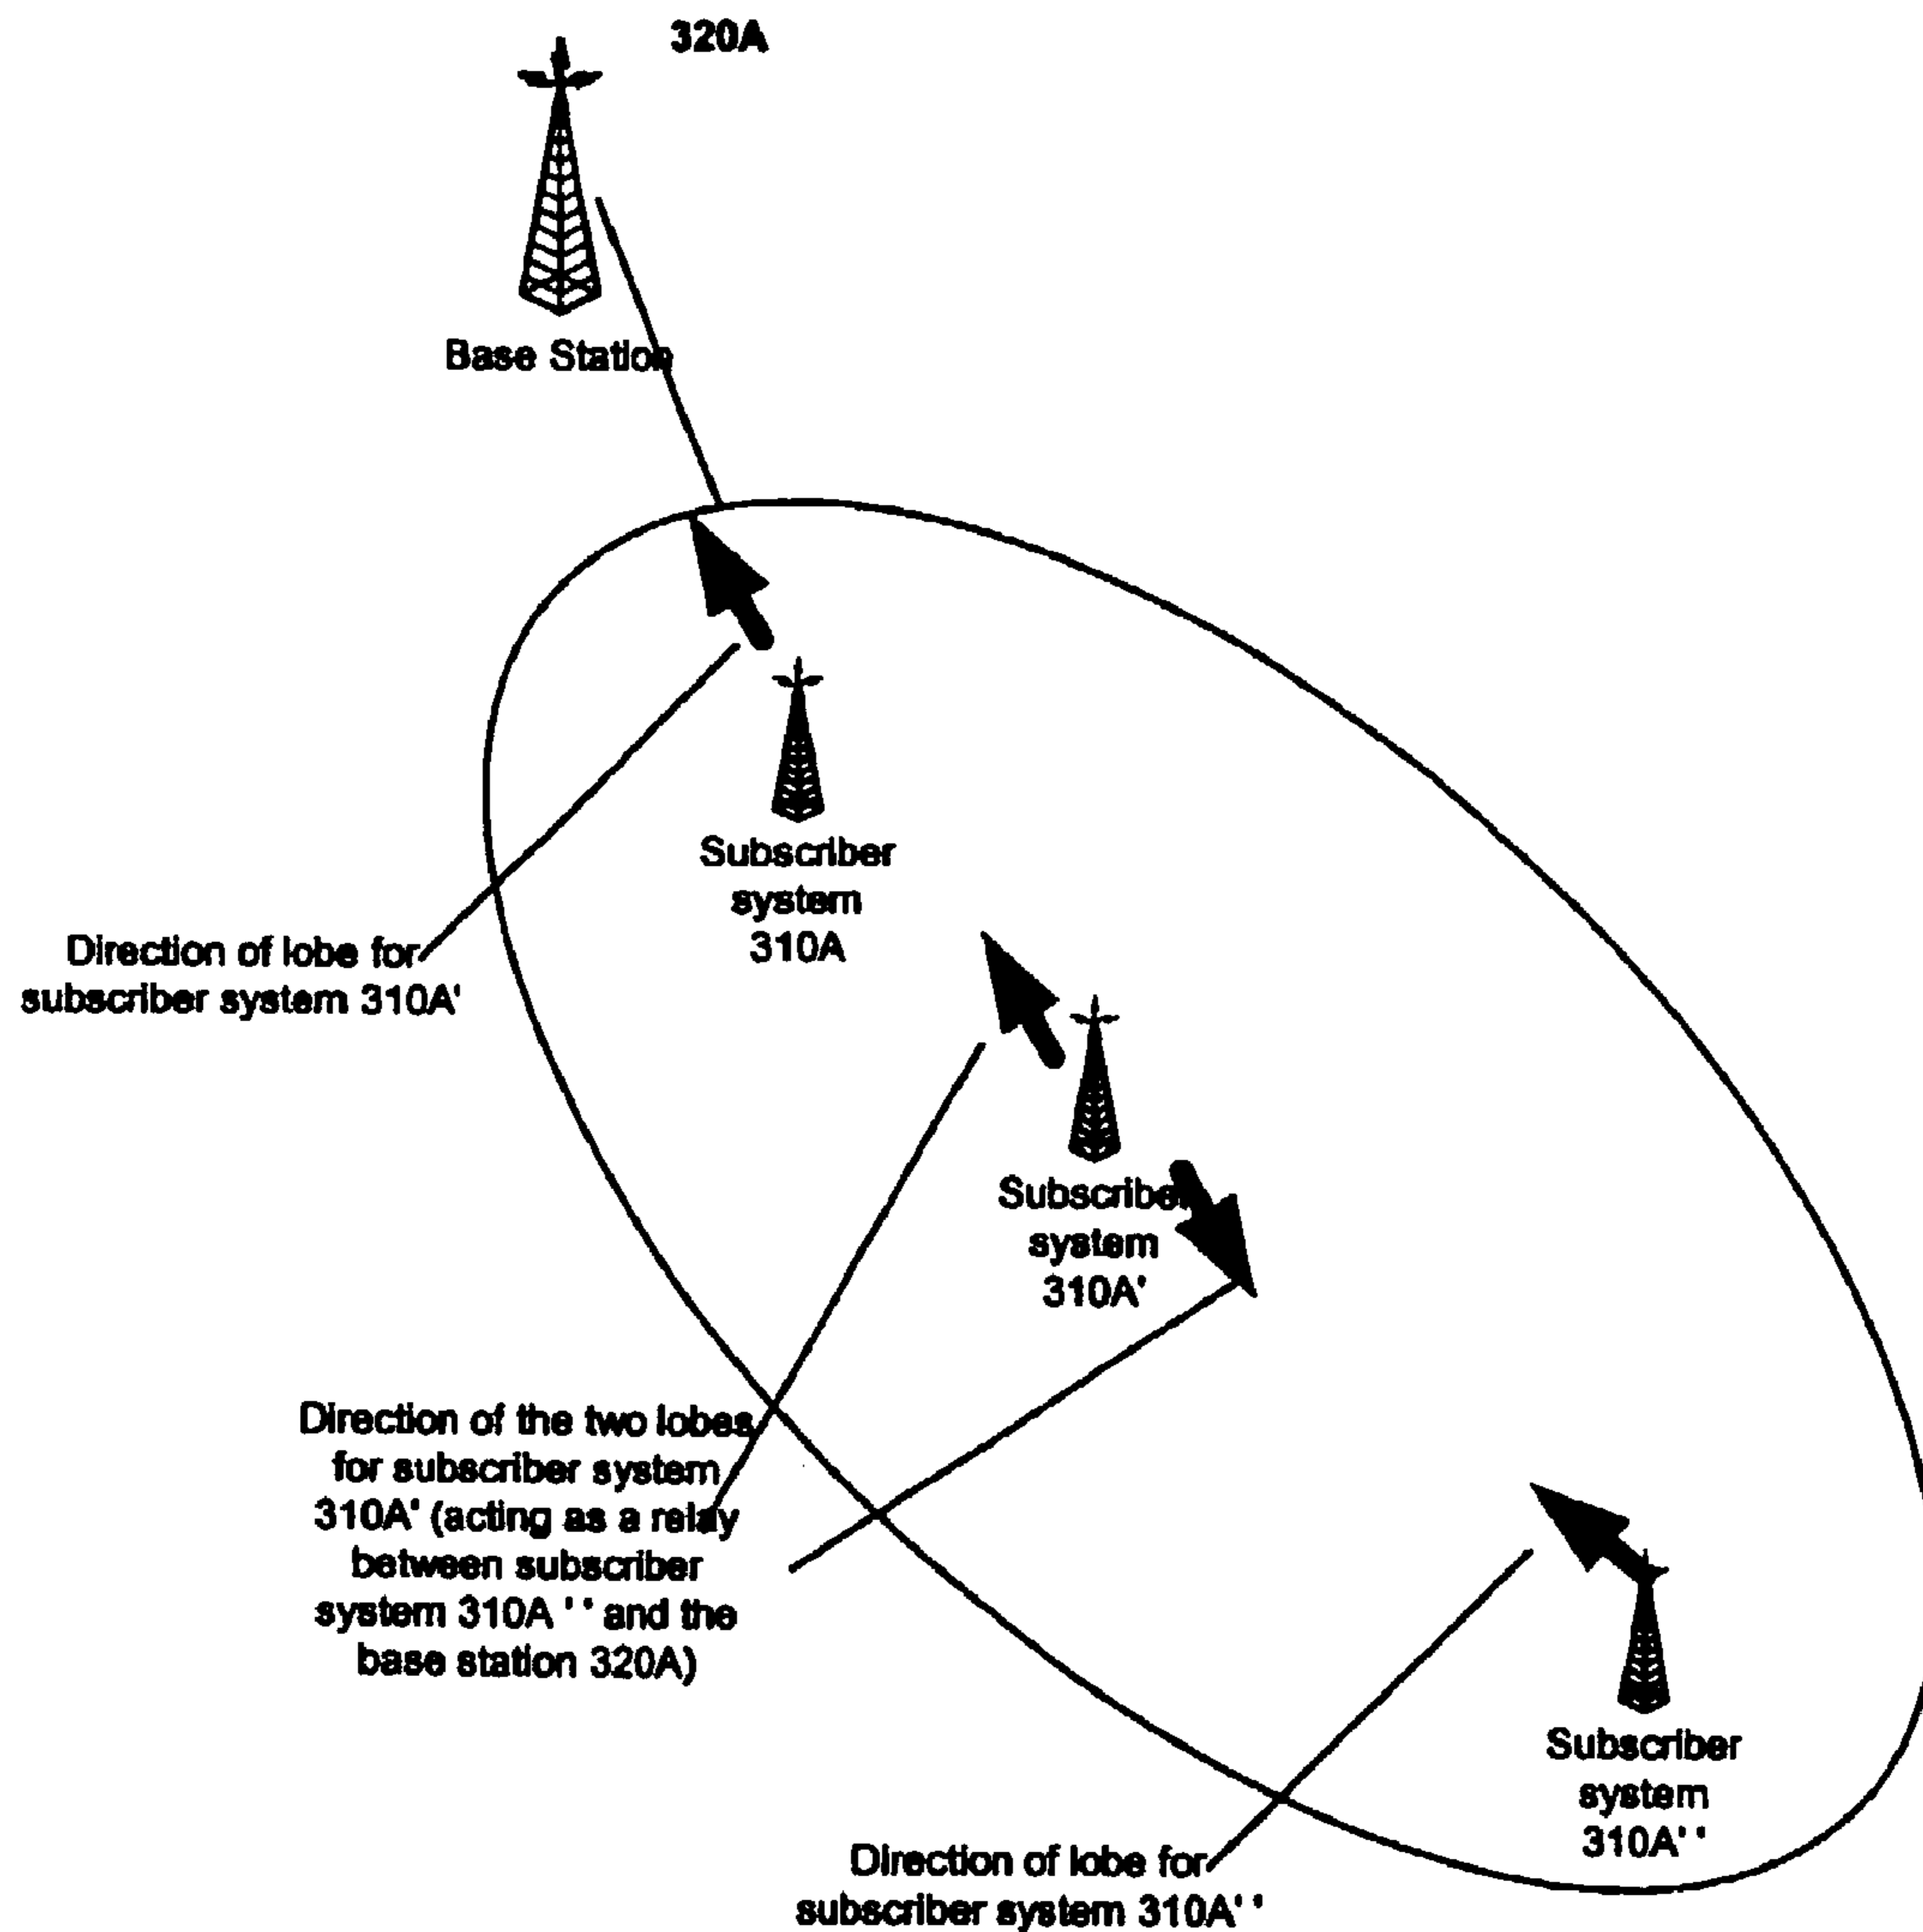 320A
Base Station
Subscriber
system
310A
Direction of lobe for
subscriber system 310A'
Subscriber
system
310A'
Direction of the two lobes
for subscriber system
310A' (acting as a relay
between subscriber
system 310A '' and the
base station 320A)
Subscriber
system
310A''
Direction of lobe for
subscriber system 310A''